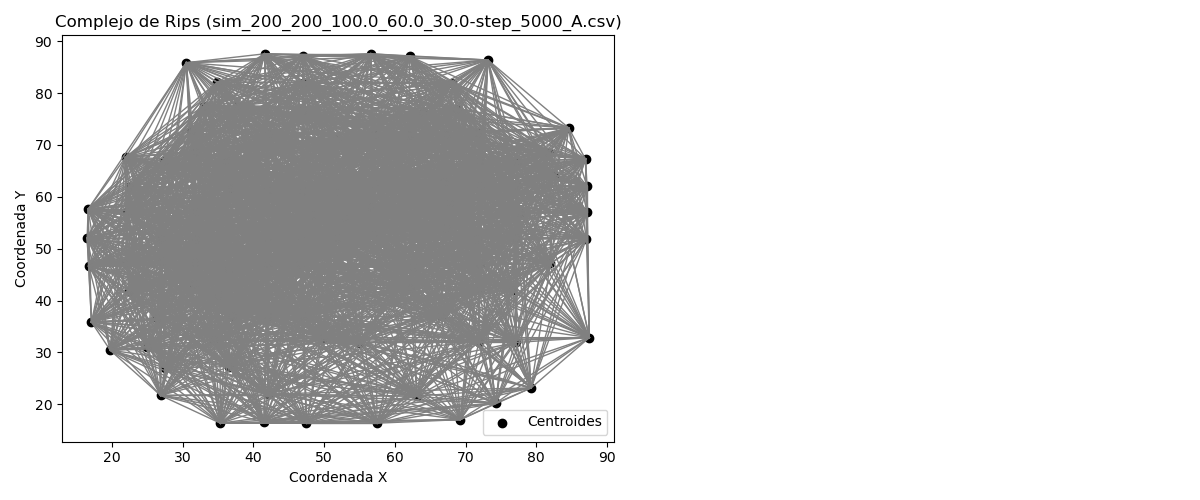 Complejo de Rips (sim_200_200_100.0_60.0_30.0-step_5000_A.csv)
90
80
70
60
50
40
30
20
Coordenada Y
Centroides
20 30 40 50 60 70 80 90
Coordenada X